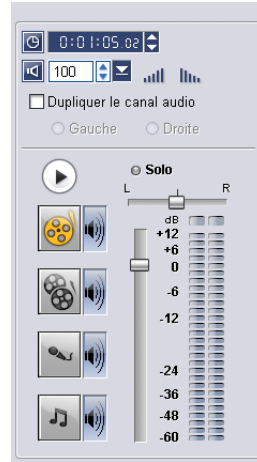 0:01:05.02
100
Dupliquer le canal audio
Gauche Droite
Solo
L R
dB
+12
+6
0
-6
-12
-24
-36
-48
-60